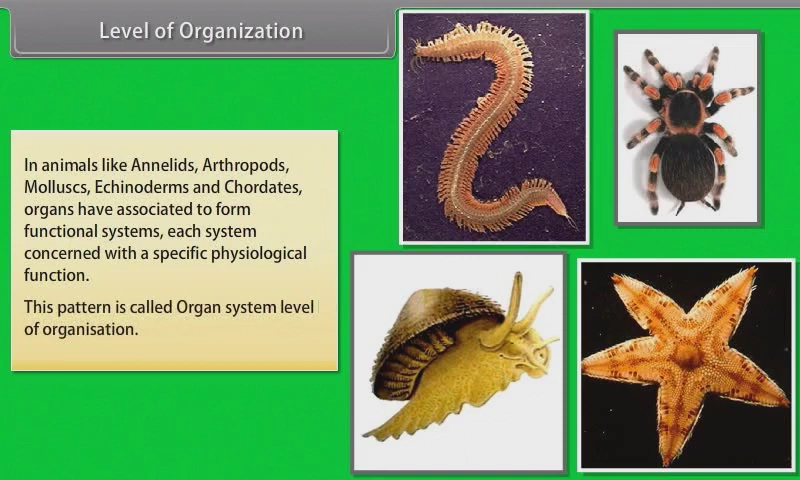 Level of Organization
In animals like Annelids, Arthropods,
Molluscs, Echinoderms and Chordates,
organs have associated to form
functional systems, each system
concerned with a specific physiological
function.
This pattern is called Organ system level
of organisation.